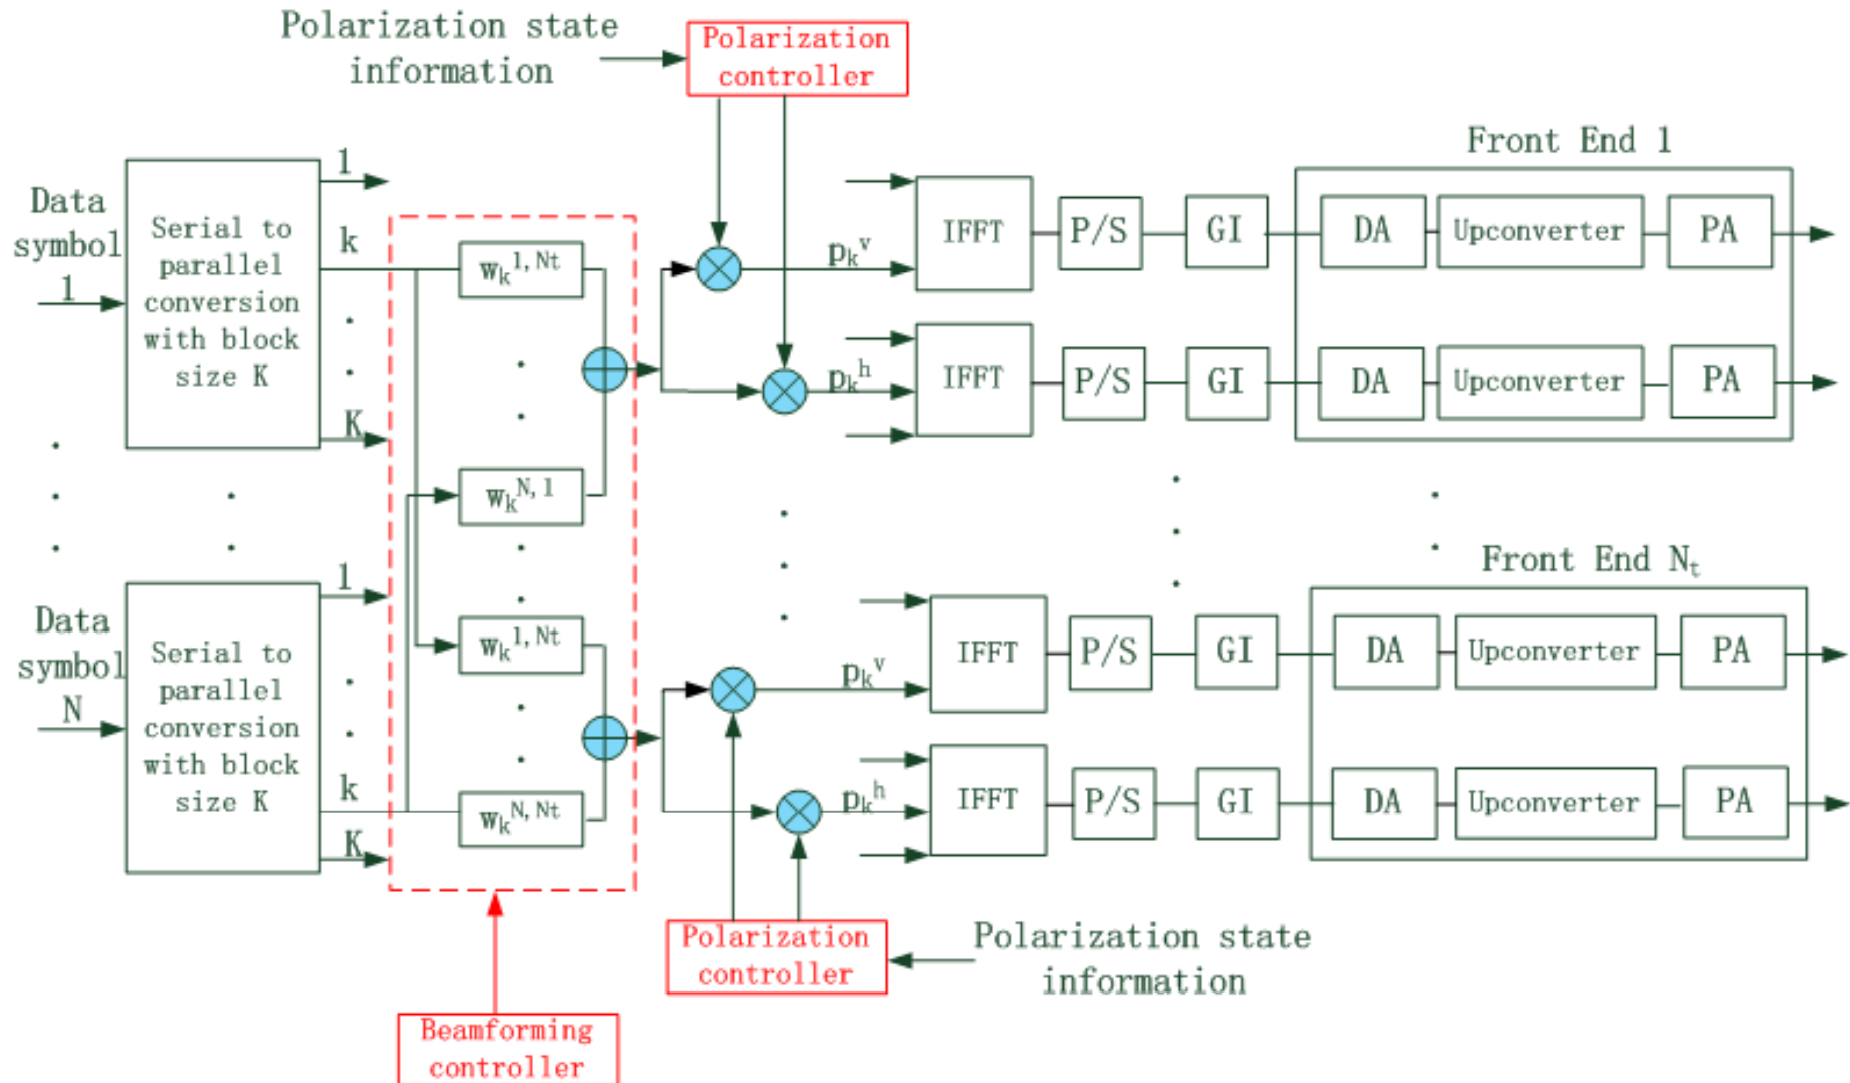 Polarization state
information
Polarization
controller
Front End 1
Data
symbol
1
Serial to
parallel
conversion
with block
size K
1
k
K
w_k^{1,Nt}
w_k^{N,1}
p_k^v
p_k^h
IFFT
P/S
GI
DA
Upconverter
PA
IFFT
P/S
GI
DA
Upconverter
PA
Front End N_t
Data
symbol
N
Serial to
parallel
conversion
with block
size K
1
k
K
w_k^{1,Nt}
w_k^{N,Nt}
p_k^v
p_k^h
IFFT
P/S
GI
DA
Upconverter
PA
IFFT
P/S
GI
DA
Upconverter
PA
Polarization
controller
Polarization state
information
Beamforming
controller